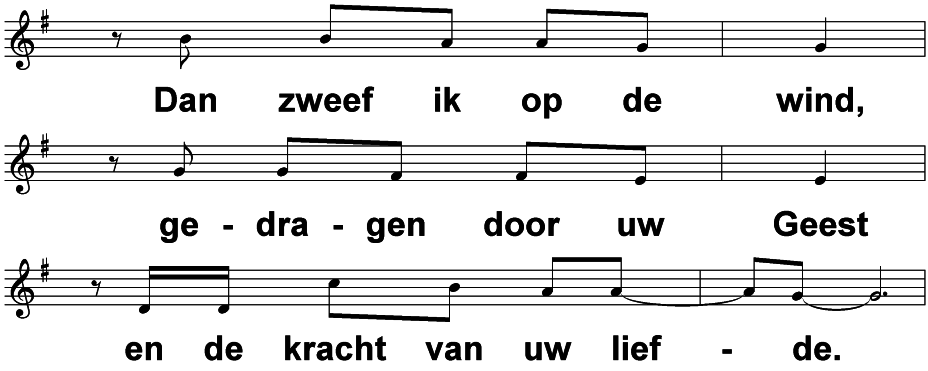 Dan zweef ik op de wind,
ge - dra - gen door uw Geest
en de kracht van uw lief - de.